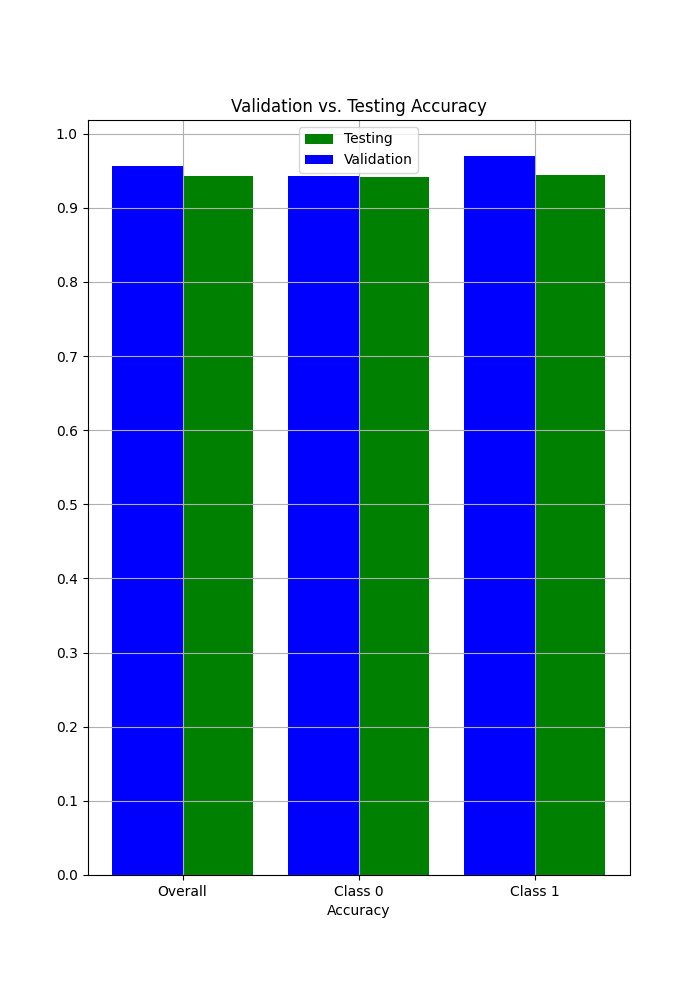 Validation vs. Testing Accuracy
1.0
Testing
Validation
0.9
0.8
0.7
0.6
0.5
0.4
0.3
0.2
0.1
0.0
Overall Class 0 Class 1
Accuracy